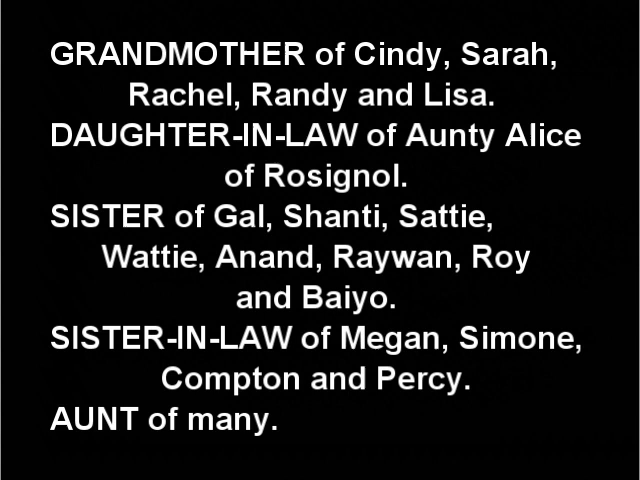 GRANDMOTHER of Cindy, Sarah,
Rachel, Randy and Lisa.
DAUGHTER-IN-LAW of Aunty Alice
of Rosignol.
SISTER of Gal, Shanti, Sattie,
Wattie, Anand, Raywan, Roy
and Baiyo.
SISTER-IN-LAW of Megan, Simone,
Compton and Percy.
AUNT of many.